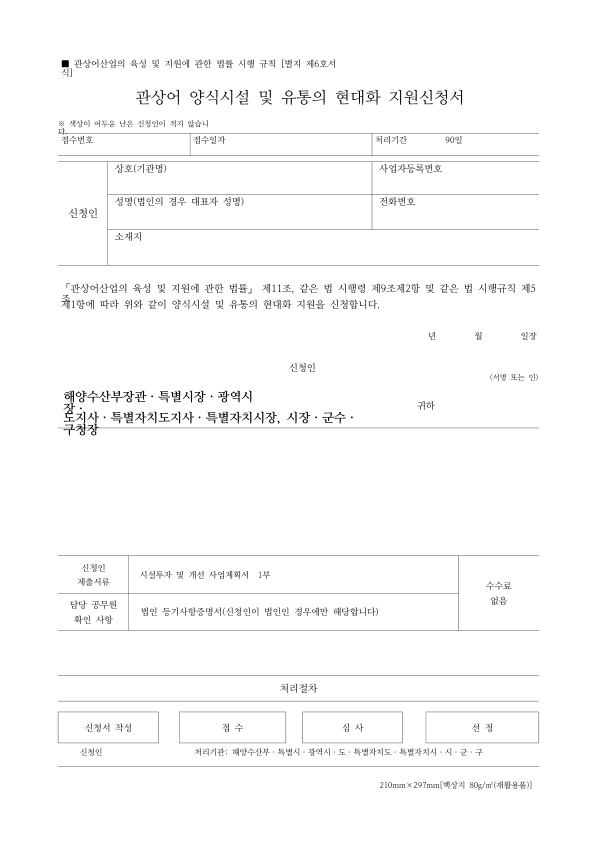 ■ 관상어산업의 육성 및 지원에 관한 법률 시행 규칙 [별지 제6호서
식]
관상어 양식시설 및 유통의 현대화 지원신청서
※ 색상이 어두운 난은 신청인이 적지 않습니
다.
접수번호 접수일자 처리기간 90일
신청인
상호(기관명) 사업자등록번호
성명(법인의 경우 대표자 성명) 전화번호
소재지
「관상어산업의 육성 및 지원에 관한 법률」 제11조, 같은 법 시행령 제9조제2항 및 같은 법 시행규칙 제5
조
제1항에 따라 위와 같이 양식시설 및 유통의 현대화 지원을 신청합니다.
년 월 일장
신청인
(서명 또는 인)
해양수산부장관ㆍ특별시장ㆍ광역시
장ㆍ
귀하
도지사ㆍ특별자치도지사ㆍ특별자치시장, 시장ㆍ군수ㆍ
구청장
신청인
제출서류
시설투자 및 개선 사업계획서 1부
수수료
없음
담당 공무원
확인 사항
법인 등기사항증명서(신청인이 법인인 경우에만 해당합니다)
처리절차
신청서 작성 접 수 심 사 선 정
신청인 처리기관: 해양수산부ㆍ특별시ㆍ광역시ㆍ도ㆍ특별자치도ㆍ특별자치시ㆍ시ㆍ군ㆍ구
210mm×297mm[백상지 80g/㎡(재활용품)]